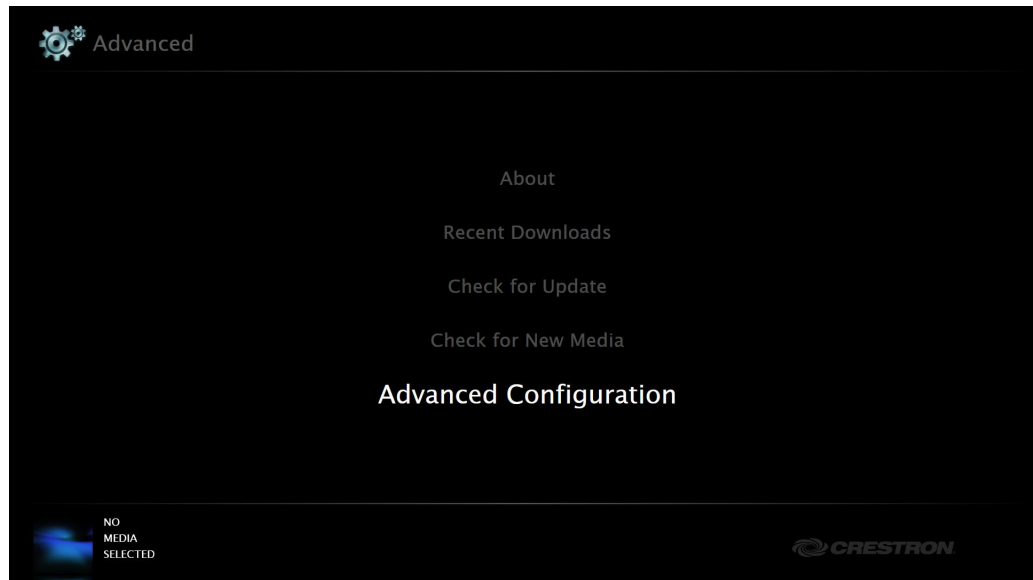 Advanced
About
Recent Downloads
Check for Update
Check for New Media
Advanced Configuration
NO
MEDIA
SELECTED
CRESTRON.